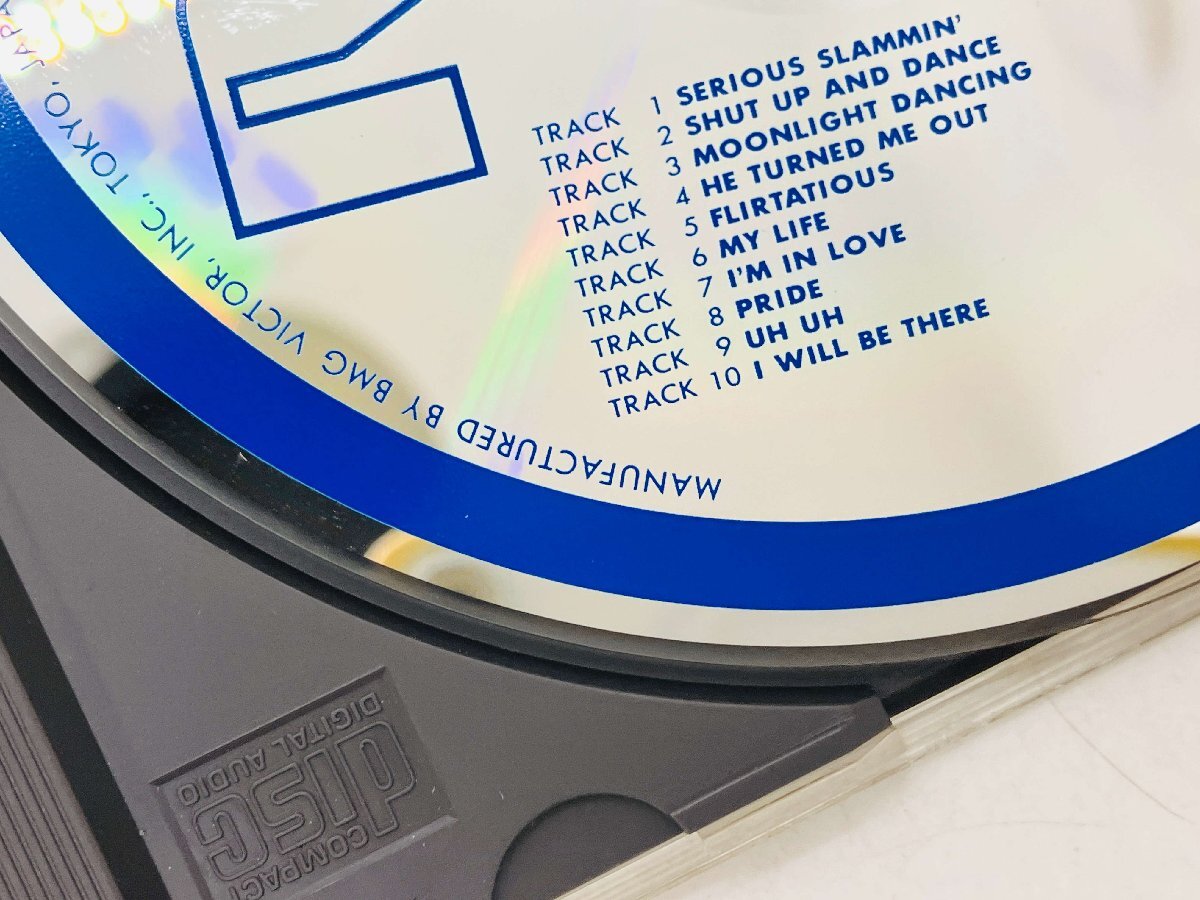 TRACK 1 SERIOUS SLAMMIN'
TRACK 2 SHUT UP AND DANCE
TRACK 3 MOONLIGHT DANCING
TRACK 4 HE TURNED ME OUT
TRACK 5 FLIRTATIOUS
TRACK 6 MY LIFE
TRACK 7 I'M IN LOVE
TRACK 8 PRIDE
TRACK 9 UH UH
TRACK 10 I WILL BE THERE
MANUFACTURED BY BMG VICTOR, INC., TOKYO, JAPA
COMPACT
disc
DIGITAL AUDIO